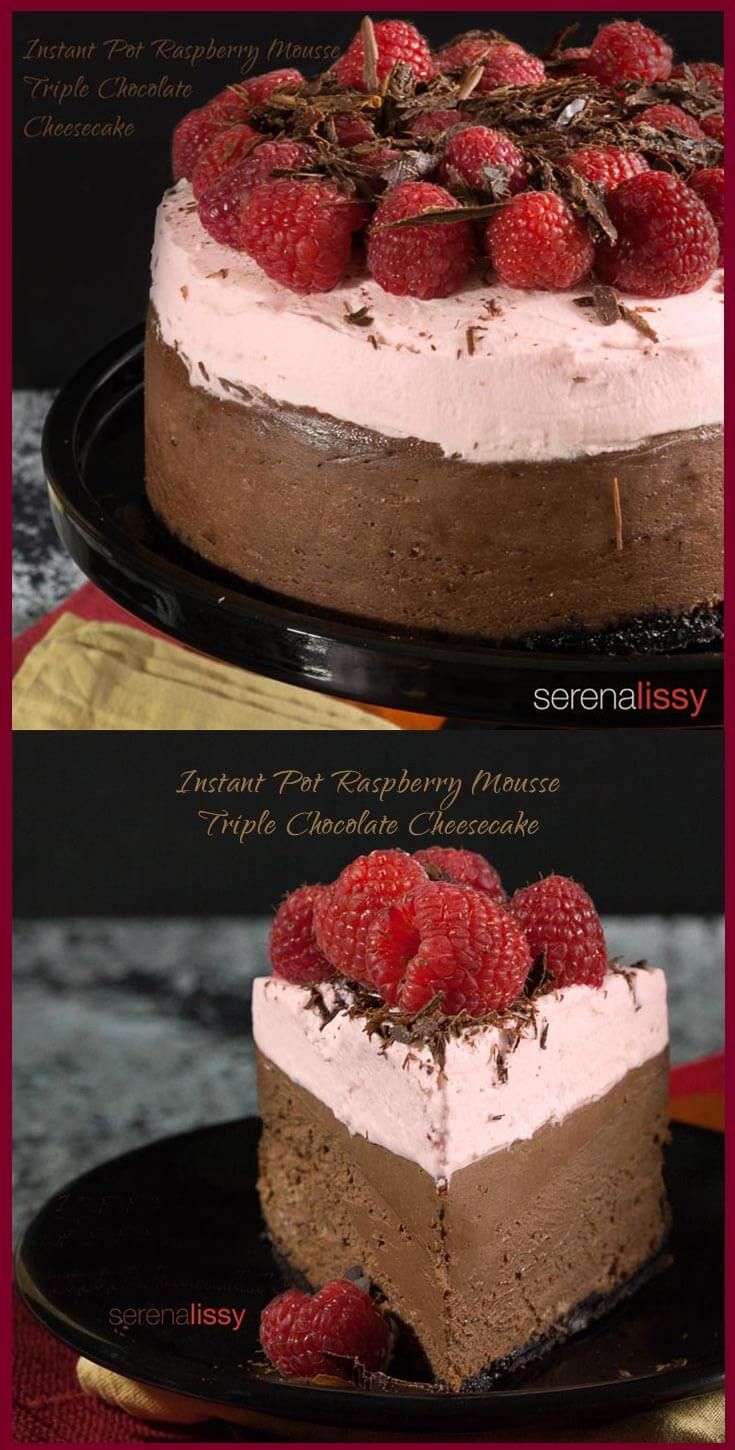 Instant Pot Raspberry Mousse
Triple Chocolate
Cheesecake
serenalissy
Instant Pot Raspberry Mousse
Triple Chocolate Cheesecake
serenalissy